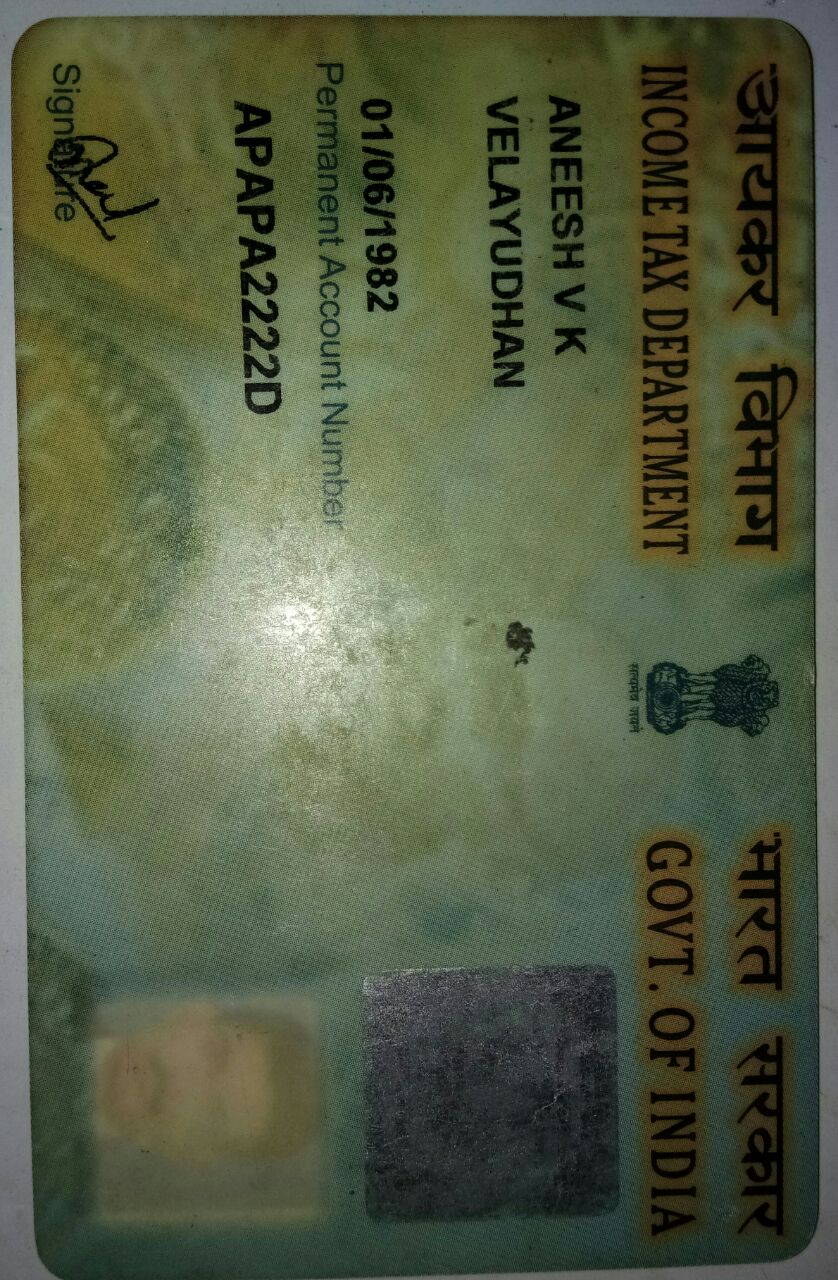 आयकर विभाग
INCOME TAX DEPARTMENT
सत्यमेव जयते
भारत सरकार
GOVT. OF INDIA
ANEESH V K
VELAYUDHAN
01/06/1982
Permanent Account Number
APAPA2222D
Signature